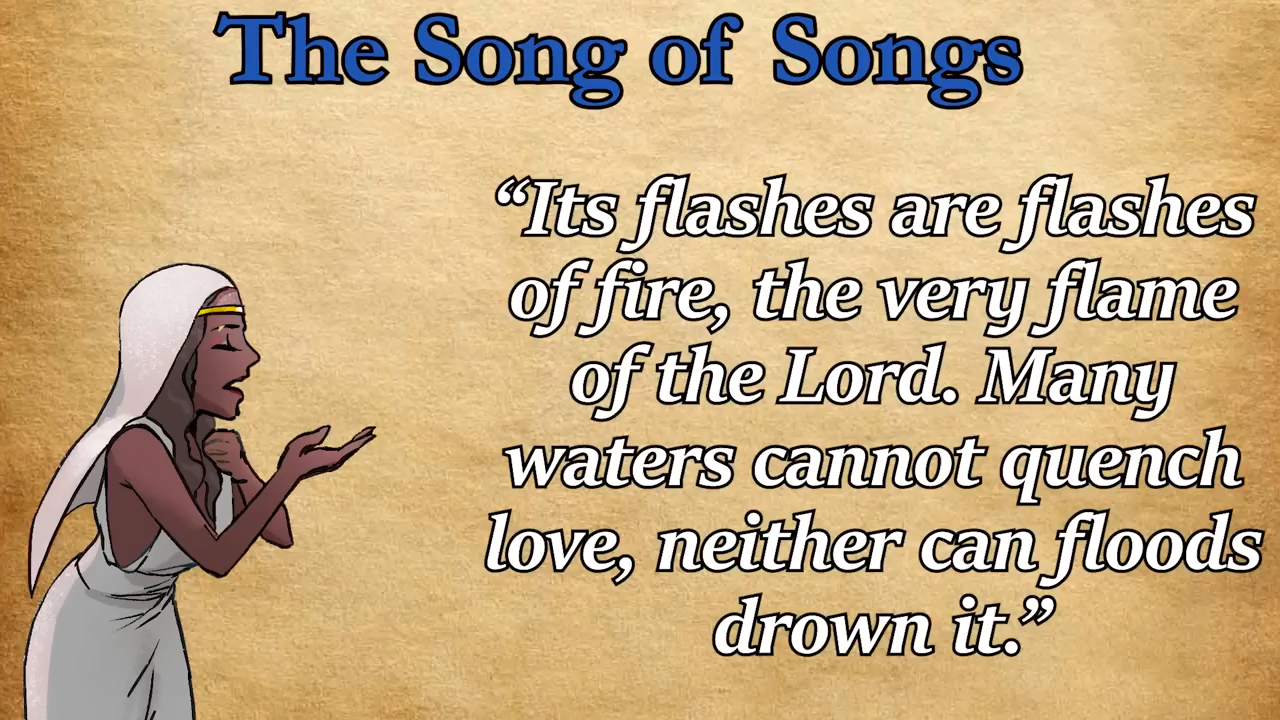 The Song of Songs
“Its flashes are flashes
of fire, the very flame
of the Lord. Many
waters cannot quench
love, neither can floods
drown it.”